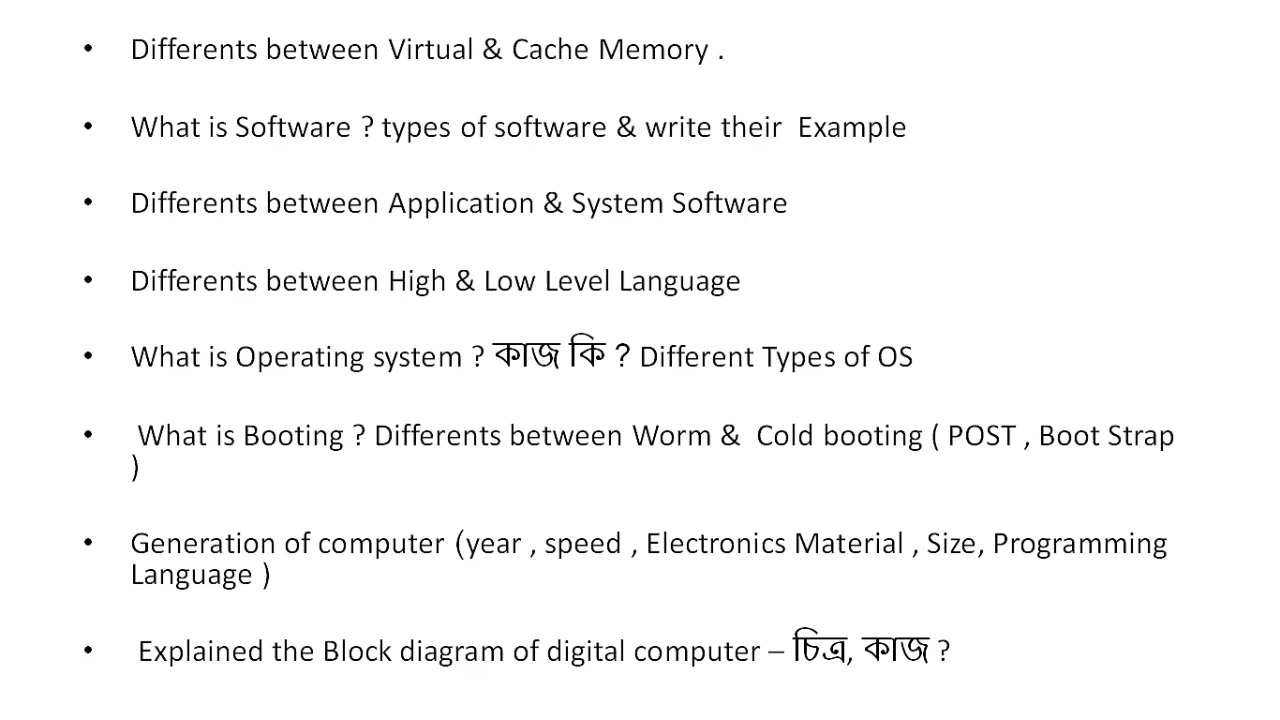 • Differents between Virtual & Cache Memory .
• What is Software ? types of software & write their Example
• Differents between Application & System Software
• Differents between High & Low Level Language
• What is Operating system ? কাজ কি ? Different Types of OS
• What is Booting ? Differents between Worm & Cold booting ( POST , Boot Strap
)
• Generation of computer (year , speed , Electronics Material , Size, Programming
Language )
• Explained the Block diagram of digital computer – চিত্র, কাজ ?